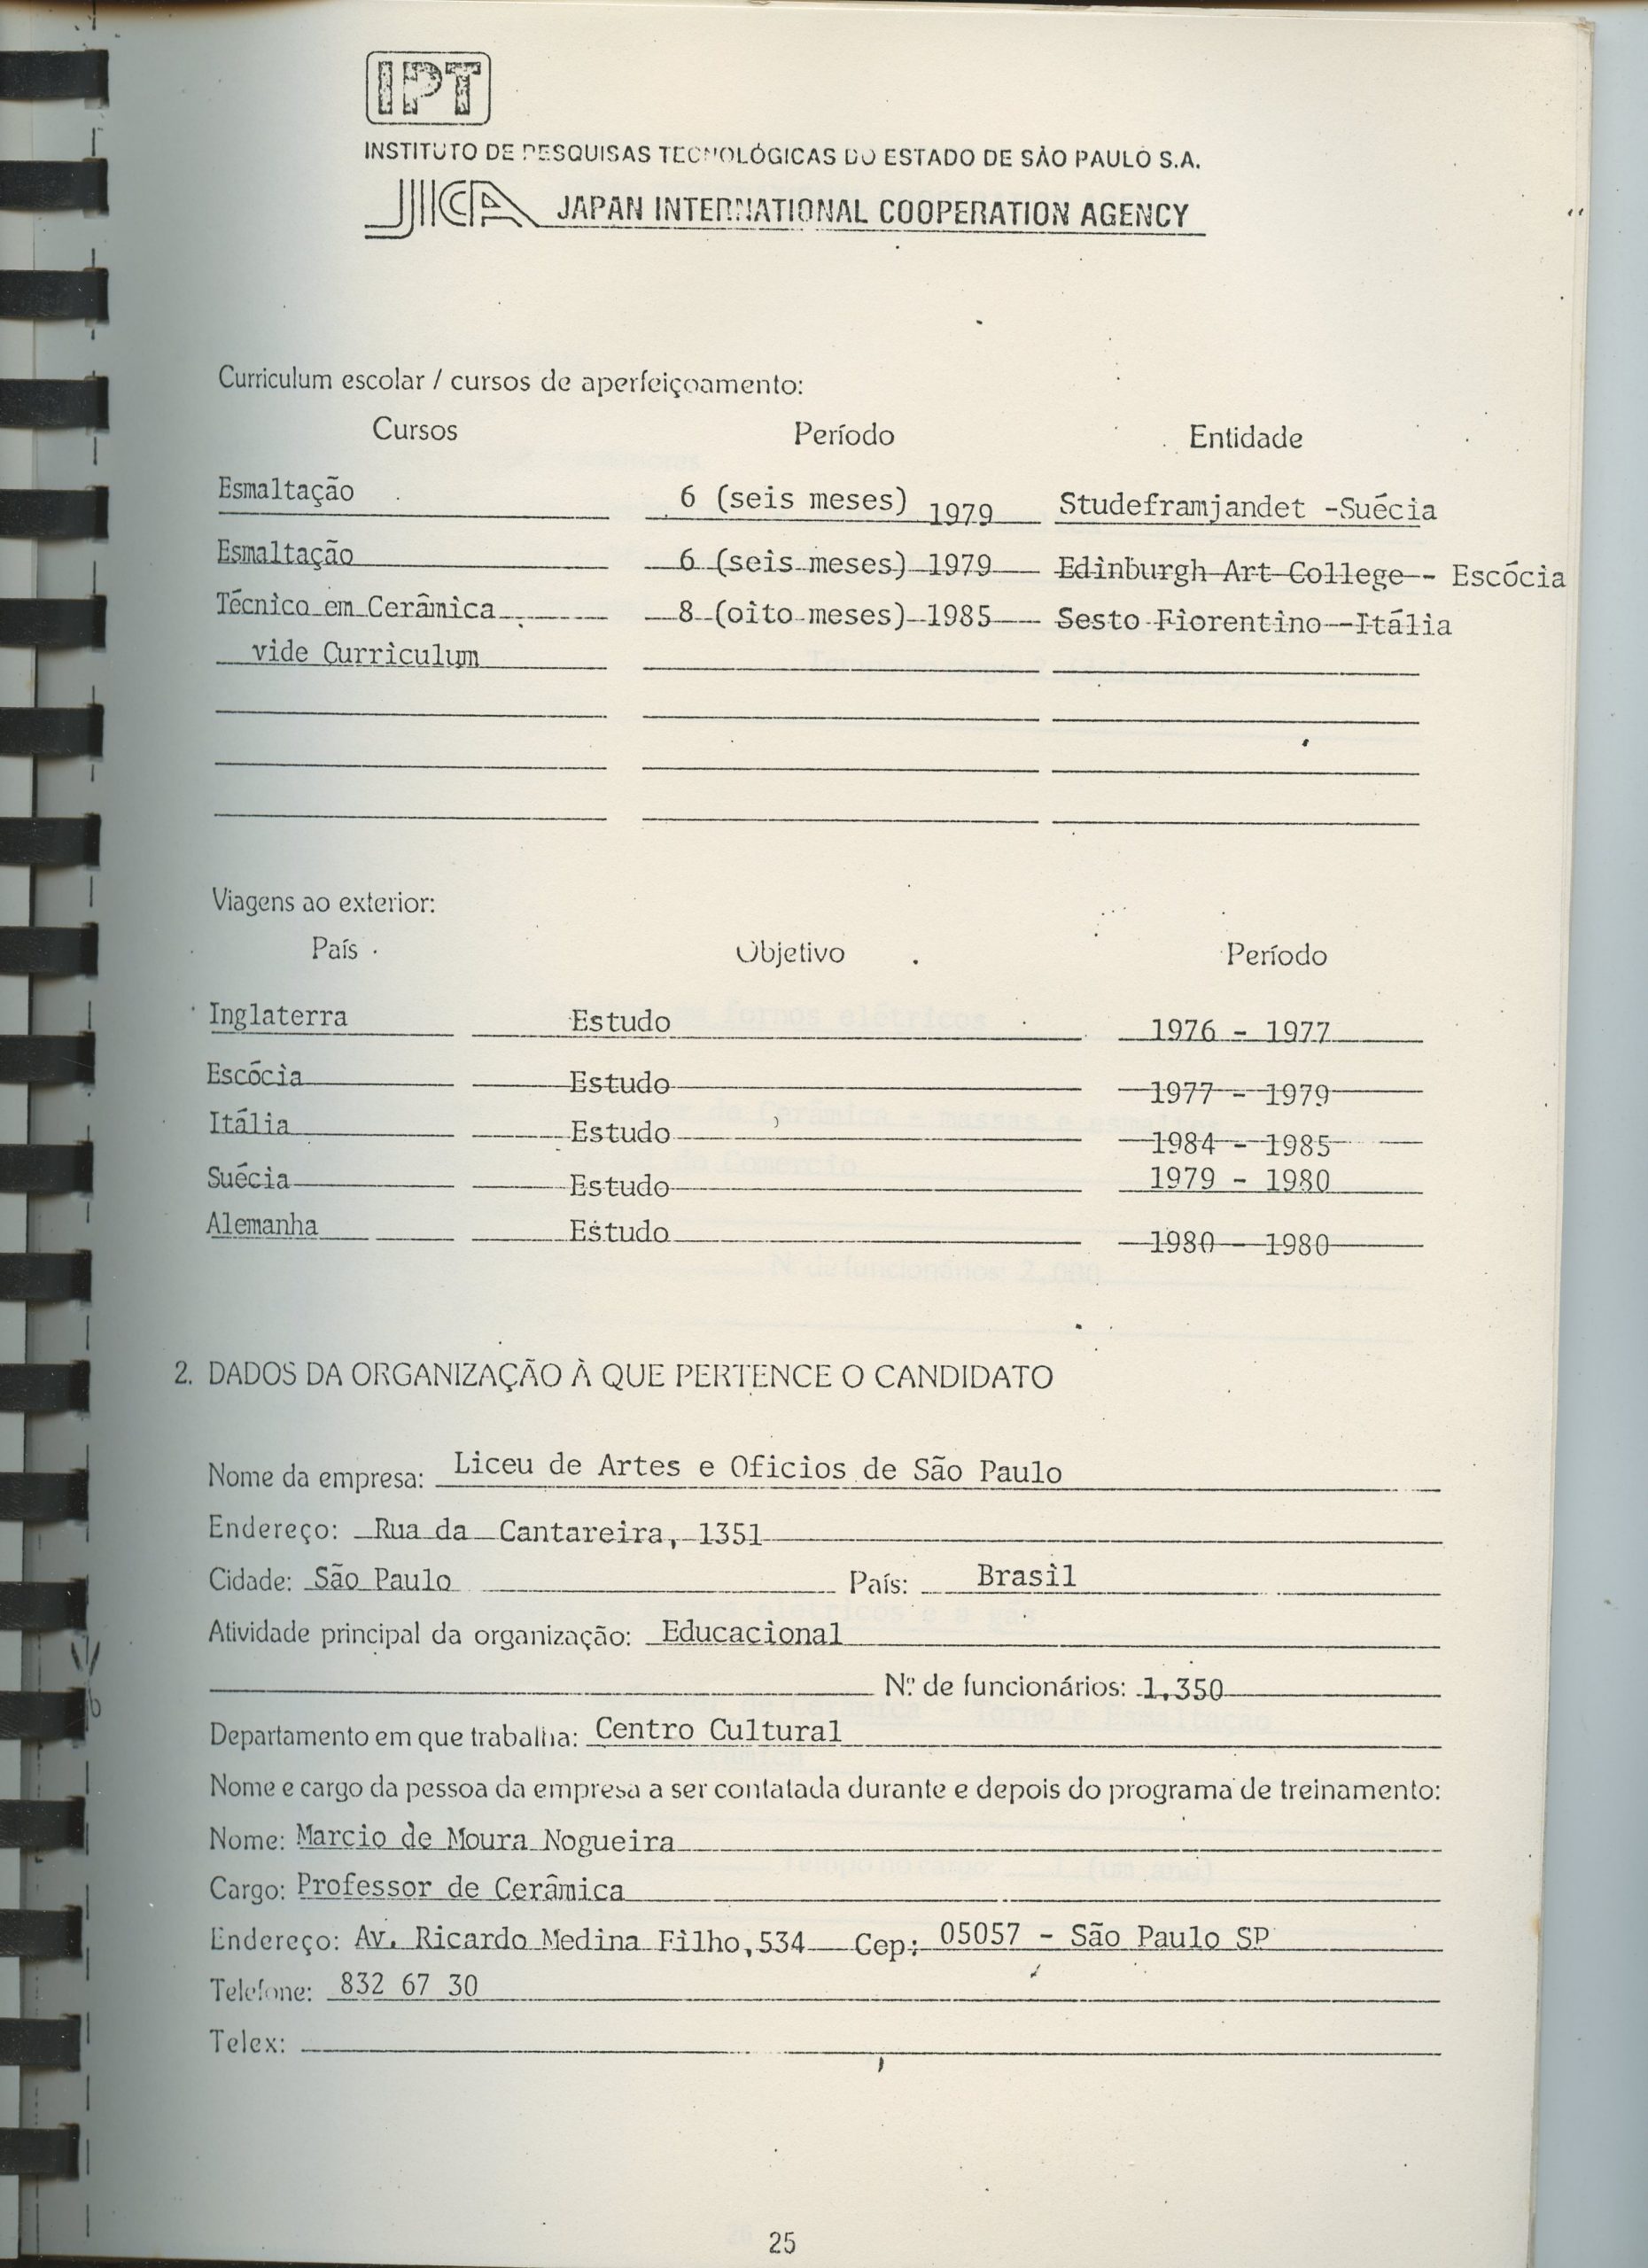 IPT
INSTITUTO DE PESQUISAS TECNOLÓGICAS DO ESTADO DE SÃO PAULO S.A.
JICA JAPAN INTERNATIONAL COOPERATION AGENCY
Curriculum escolar / cursos de aperfeiçoamento:
Cursos Período Entidade
Esmaltação 6 (seis meses) 1979 Studeframjandet -Suécia
Esmaltação 6 (seis meses) 1979 Edinburgh Art College - Escócia
Técnico em Cerâmica 8 (oito meses) 1985 Sesto Fiorentino -Itália
vide Curriculum
Viagens ao exterior:
País Objetivo Período
Inglaterra Estudo 1976 - 1977
Escócia Estudo 1977 - 1979
Itália Estudo 1984 - 1985
Suécia Estudo 1979 - 1980
Alemanha Estudo 1980 - 1980
2. DADOS DA ORGANIZAÇÃO À QUE PERTENCE O CANDIDATO
Nome da empresa: Liceu de Artes e Oficios de São Paulo
Endereço: Rua da Cantareira, 1351
Cidade: São Paulo País: Brasil
Atividade principal da organização: Educacional
N.º de funcionários: 1.350
Departamento em que trabalha: Centro Cultural
Nome e cargo da pessoa da empresa a ser contatada durante e depois do programa de treinamento:
Nome: Marcio de Moura Nogueira
Cargo: Professor de Cerâmica
Endereço: Av. Ricardo Medina Filho,534 Cep: 05057 - São Paulo SP
Telefone: 832 67 30
Telex:
25